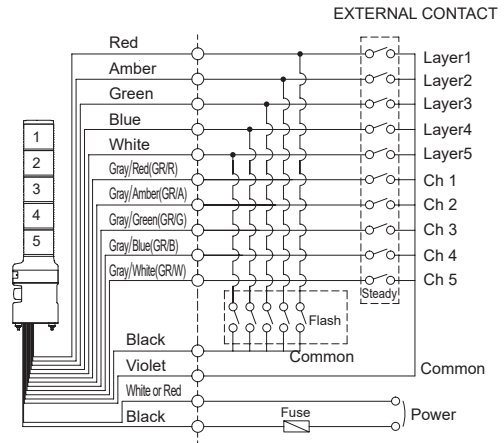 EXTERNAL CONTACT
Red
Layer1
Amber
Layer2
Green
Layer3
Blue
Layer4
White
Layer5
Gray/Red(GR/R)
Ch 1
Gray/Amber(GR/A)
Ch 2
Gray/Green(GR/G)
Ch 3
Gray/Blue(GR/B)
Ch 4
Gray/White(GR/W)
Ch 5
1
2
3
4
5
Steady
Flash
Black
Common
Violet
Common
White or Red
Power
Black
Fuse